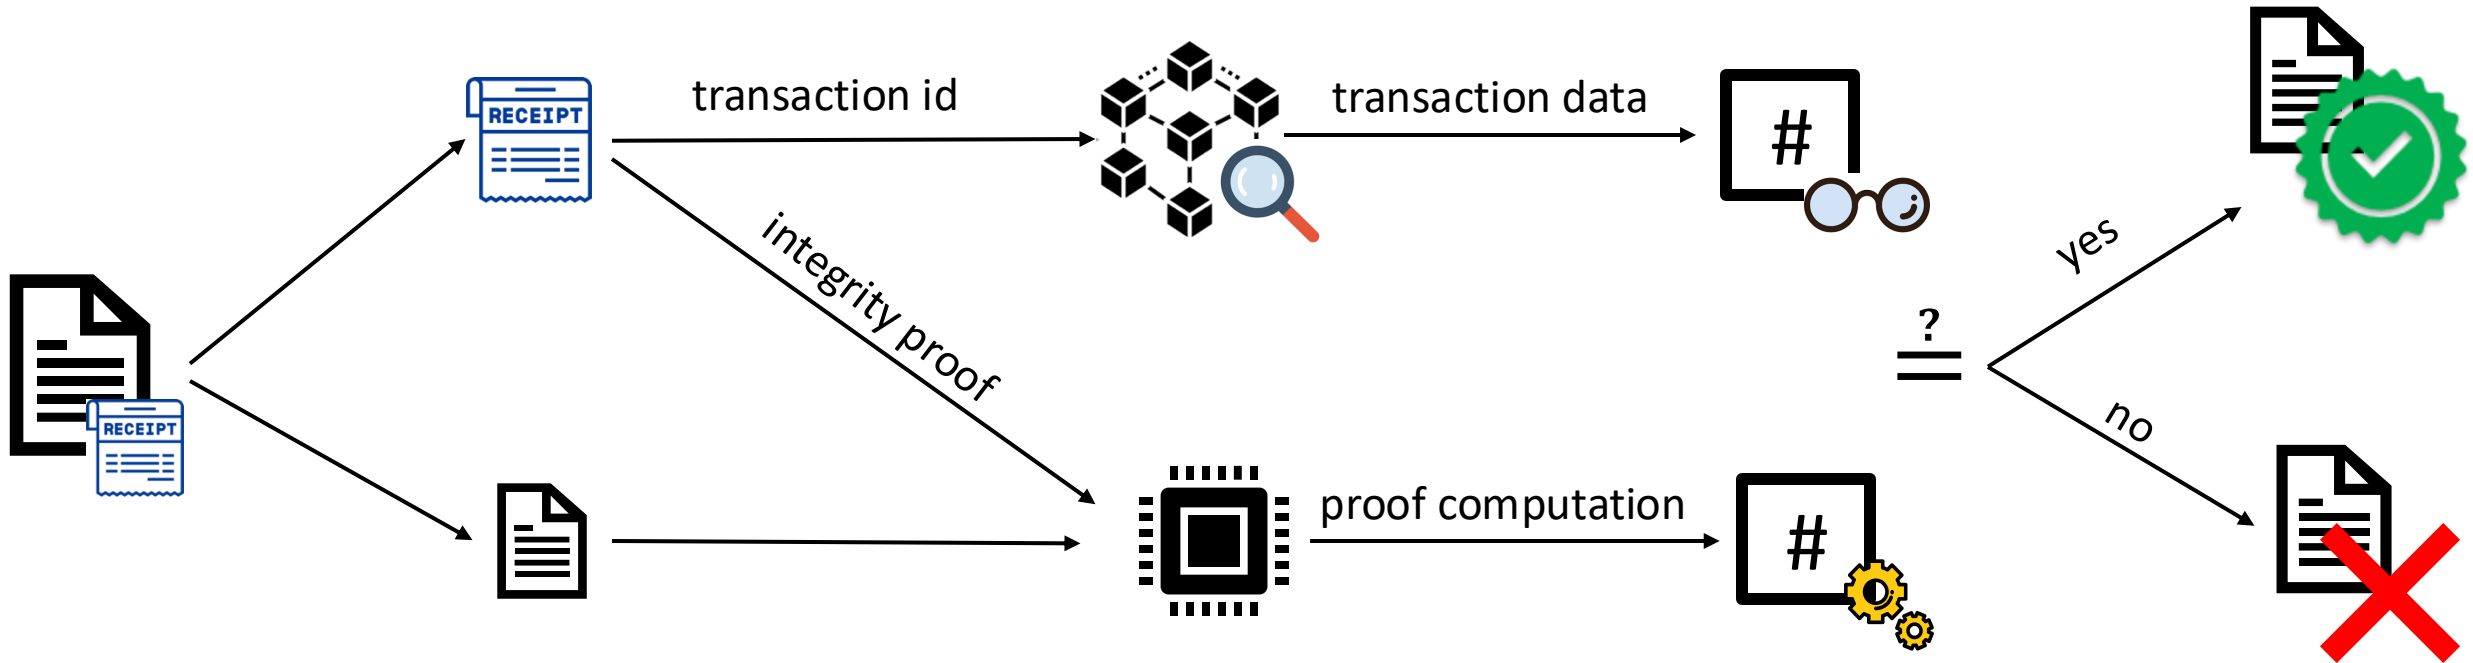 RECEIPT
transaction id
transaction data
#
integrity proof
yes
?
=
RECEIPT
no
proof computation
#